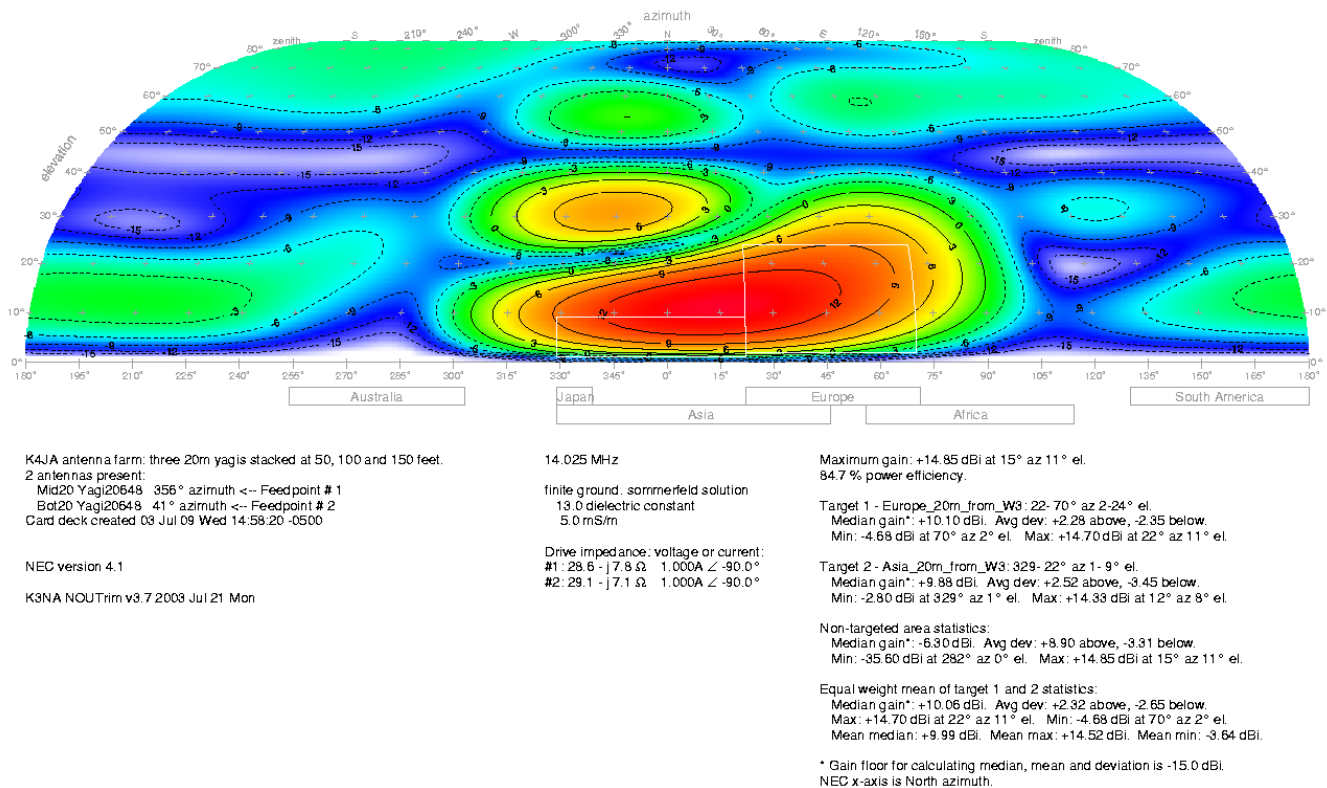 azimuth
zenith S 210° 240° W 300° 330° N 30° 60° E 120° 150° S zenith
80° 80°
70° 70°
60° 60°
50° 50°
elevation
40° 40°
30° 30°
20° 20°
10° 10°
0° 0°
180° 195° 210° 225° 240° 255° 270° 285° 300° 315° 330° 345° 0° 15° 30° 45° 60° 75° 90° 105° 120° 135° 150° 165° 180°
Australia Japan Europe South America
Asia Africa
K4JA antenna farm: three 20m yagis stacked at 50, 100 and 150 feet.
2 antennas present:
Mid20 Yagi20648 356° azimuth <-- Feedpoint # 1
Bot20 Yagi20648 41° azimuth <-- Feedpoint # 2
Card deck created 03 Jul 09 Wed 14:58:20 -0500
NEC version 4.1
K3NA NOUTrim v3.7 2003 Jul 21 Mon
14.025 MHz
finite ground. sommerfeld solution
13.0 dielectric constant
5.0 mS/m
Drive impedance: voltage or current:
#1: 28.6 - j 7.8 Ω 1.000A ∠ -90.0°
#2: 29.1 - j 7.1 Ω 1.000A ∠ -90.0°
Maximum gain: +14.85 dBi at 15° az 11° el.
84.7 % power efficiency.
Target 1 - Europe_20m_from_W3: 22- 70° az 2-24° el.
Median gain*: +10.10 dBi. Avg dev: +2.28 above, -2.35 below.
Min: -4.68 dBi at 70° az 2° el. Max: +14.70 dBi at 22° az 11° el.
Target 2 - Asia_20m_from_W3: 329- 22° az 1- 9° el.
Median gain*: +9.88 dBi. Avg dev: +2.52 above, -3.45 below.
Min: -2.80 dBi at 329° az 1° el. Max: +14.33 dBi at 12° az 8° el.
Non-targeted area statistics:
Median gain*: -6.30 dBi. Avg dev: +8.90 above, -3.31 below.
Min: -35.60 dBi at 282° az 0° el. Max: +14.85 dBi at 15° az 11° el.
Equal weight mean of target 1 and 2 statistics:
Median gain*: +10.06 dBi. Avg dev: +2.32 above, -2.65 below.
Max: +14.70 dBi at 22° az 11° el. Min: -4.68 dBi at 70° az 2° el.
Mean median: +9.99 dBi. Mean max: +14.52 dBi. Mean min: -3.64 dBi.
* Gain floor for calculating median, mean and deviation is -15.0 dBi.
NEC x-axis is North azimuth.